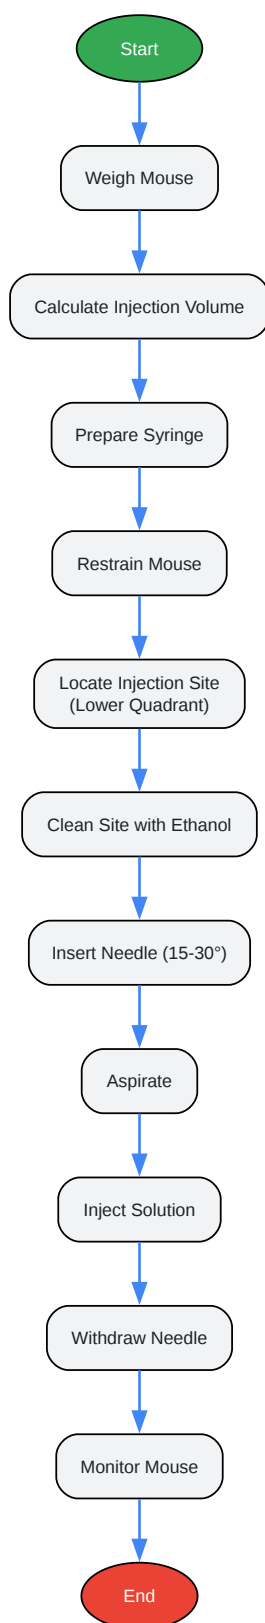 Start
Weigh Mouse
Calculate Injection Volume
Prepare Syringe
Restrain Mouse
Locate Injection Site
(Lower Quadrant)
Clean Site with Ethanol
Insert Needle (15-30°)
Aspirate
Inject Solution
Withdraw Needle
Monitor Mouse
End